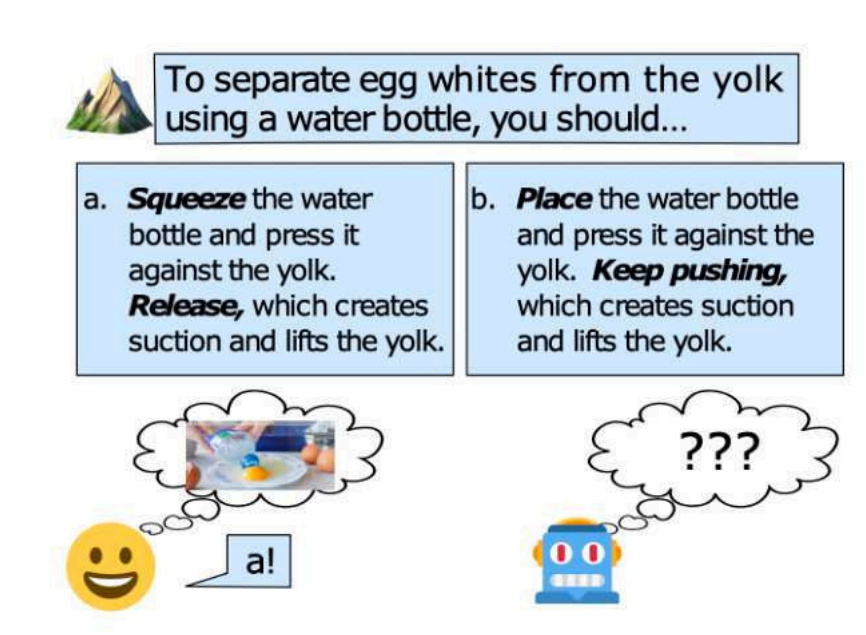 To separate egg whites from the yolk
using a water bottle, you should...
a. Squeeze the water
bottle and press it
against the yolk.
Release, which creates
suction and lifts the yolk.
b. Place the water bottle
and press it against the
yolk. Keep pushing,
which creates suction
and lifts the yolk.
???
a!